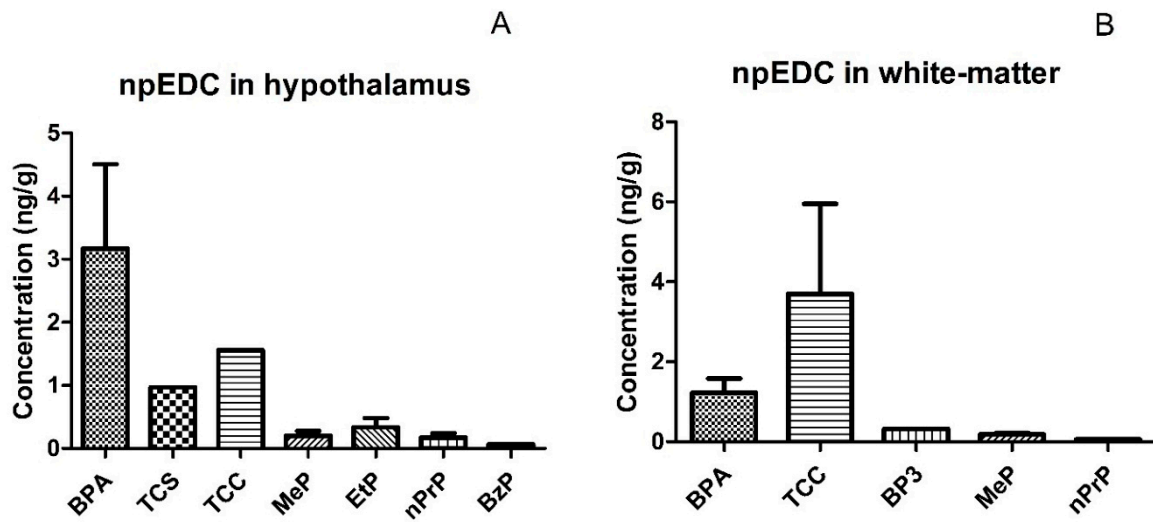 A
npEDC in hypothalamus
Concentration (ng/g)
5
4
3
2
1
0
BPA
TCS
TCC
MeP
EtP
nPrP
BzP
B
npEDC in white-matter
Concentration (ng/g)
8
6
4
2
0
BPA
TCC
BP3
MeP
nPrP